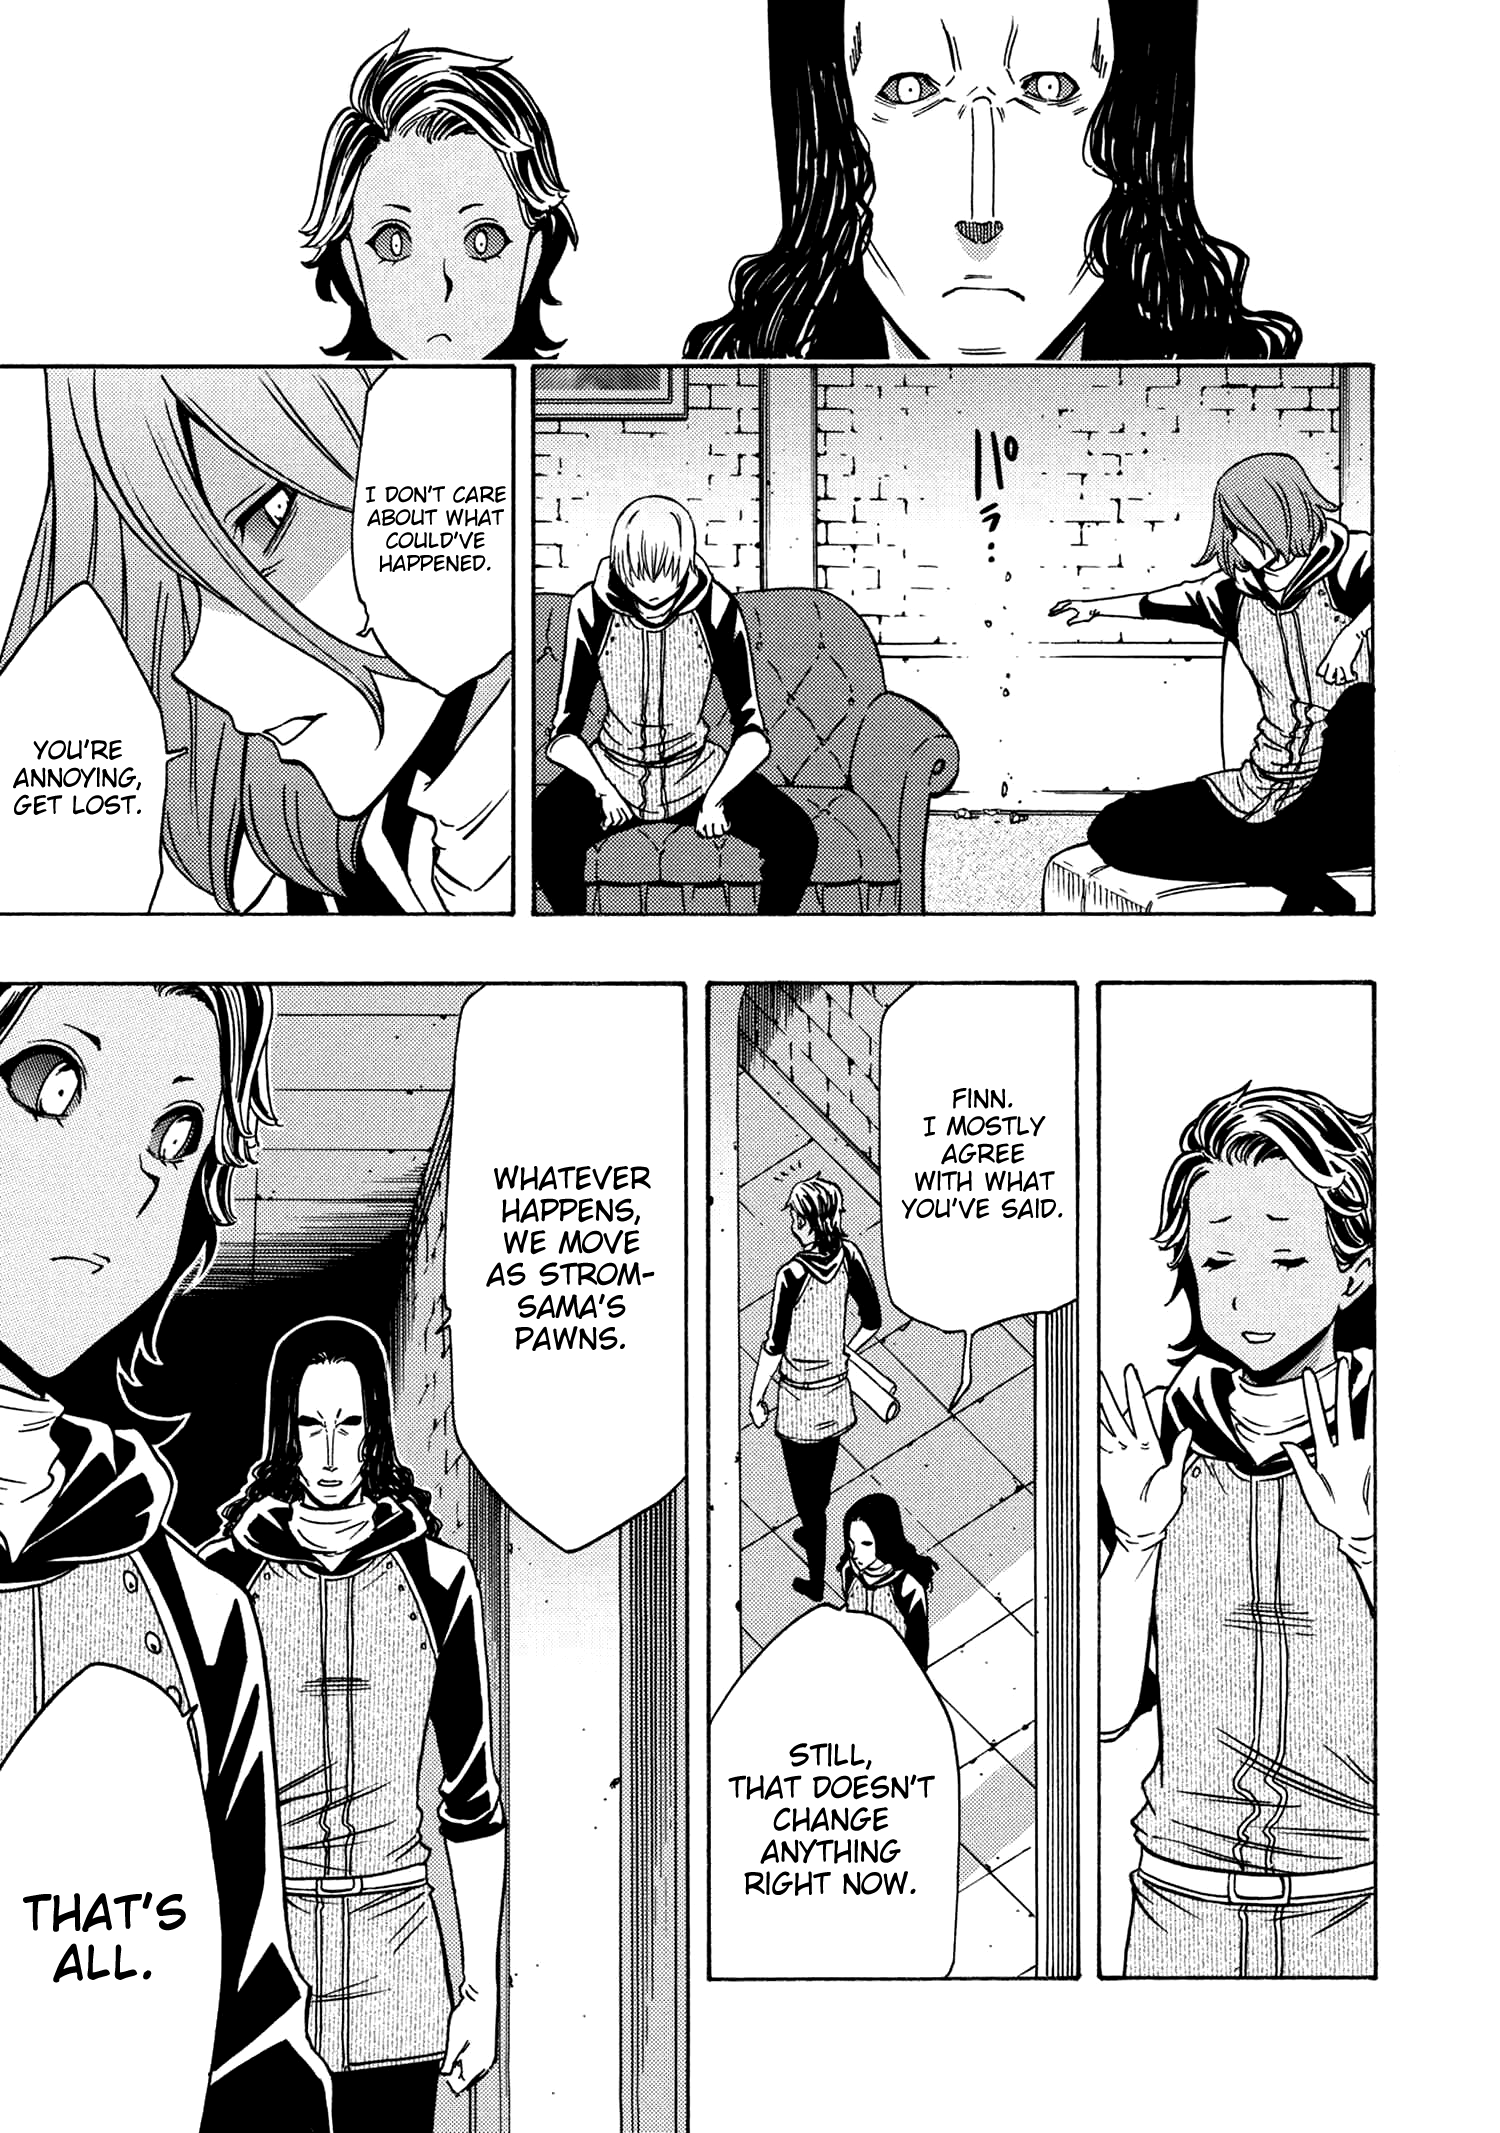 パラ…
I DON'T CARE
ABOUT WHAT
COULD'VE
HAPPENED.
YOU'RE
ANNOYING,
GET LOST.
FINN.
I MOSTLY
AGREE
WITH WHAT
YOU'VE SAID.
STILL,
THAT DOESN'T
CHANGE
ANYTHING
RIGHT NOW.
WHATEVER
HAPPENS,
WE MOVE
AS STROM-
SAMA'S
PAWNS.
THAT'S
ALL.